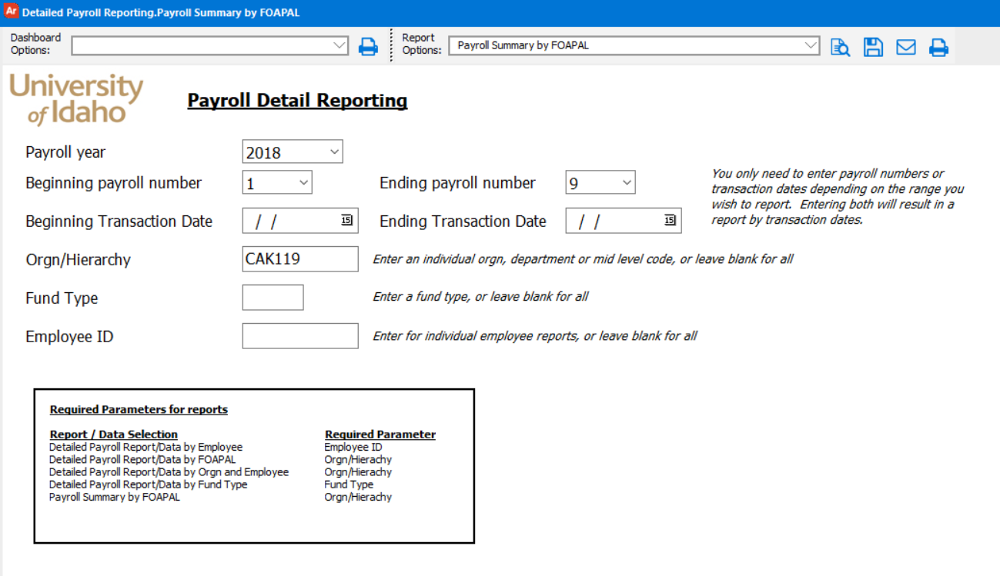 Ar Detailed Payroll Reporting.Payroll Summary by FOAPAL
Dashboard Options:
Report Options: Payroll Summary by FOAPAL
University of Idaho
Payroll Detail Reporting
Payroll year 2018
Beginning payroll number 1 Ending payroll number 9
You only need to enter payroll numbers or
transaction dates depending on the range you
wish to report. Entering both will result in a
report by transaction dates.
Beginning Transaction Date / / 15 Ending Transaction Date / / 15
Orgn/Hierarchy CAK119 Enter an individual orgn, department or mid level code, or leave blank for all
Fund Type Enter a fund type, or leave blank for all
Employee ID Enter for individual employee reports, or leave blank for all
Required Parameters for reports
Report / Data Selection Required Parameter
Detailed Payroll Report/Data by Employee Employee ID
Detailed Payroll Report/Data by FOAPAL Orgn/Hierachy
Detailed Payroll Report/Data by Orgn and Employee Orgn/Hierachy
Detailed Payroll Report/Data by Fund Type Fund Type
Payroll Summary by FOAPAL Orgn/Hierachy